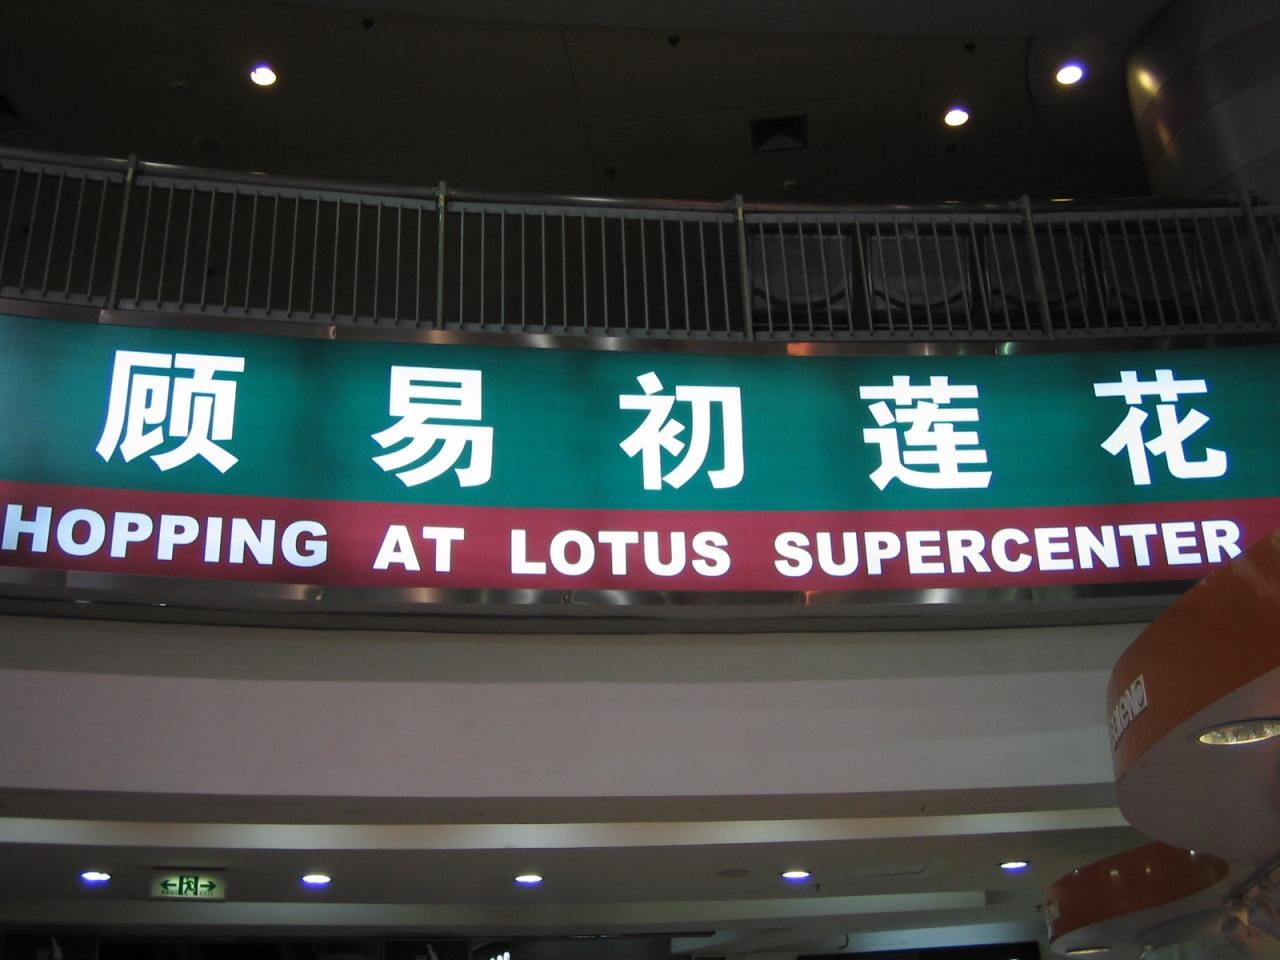 顾易初莲花
HOPPING AT LOTUS SUPERCENTER